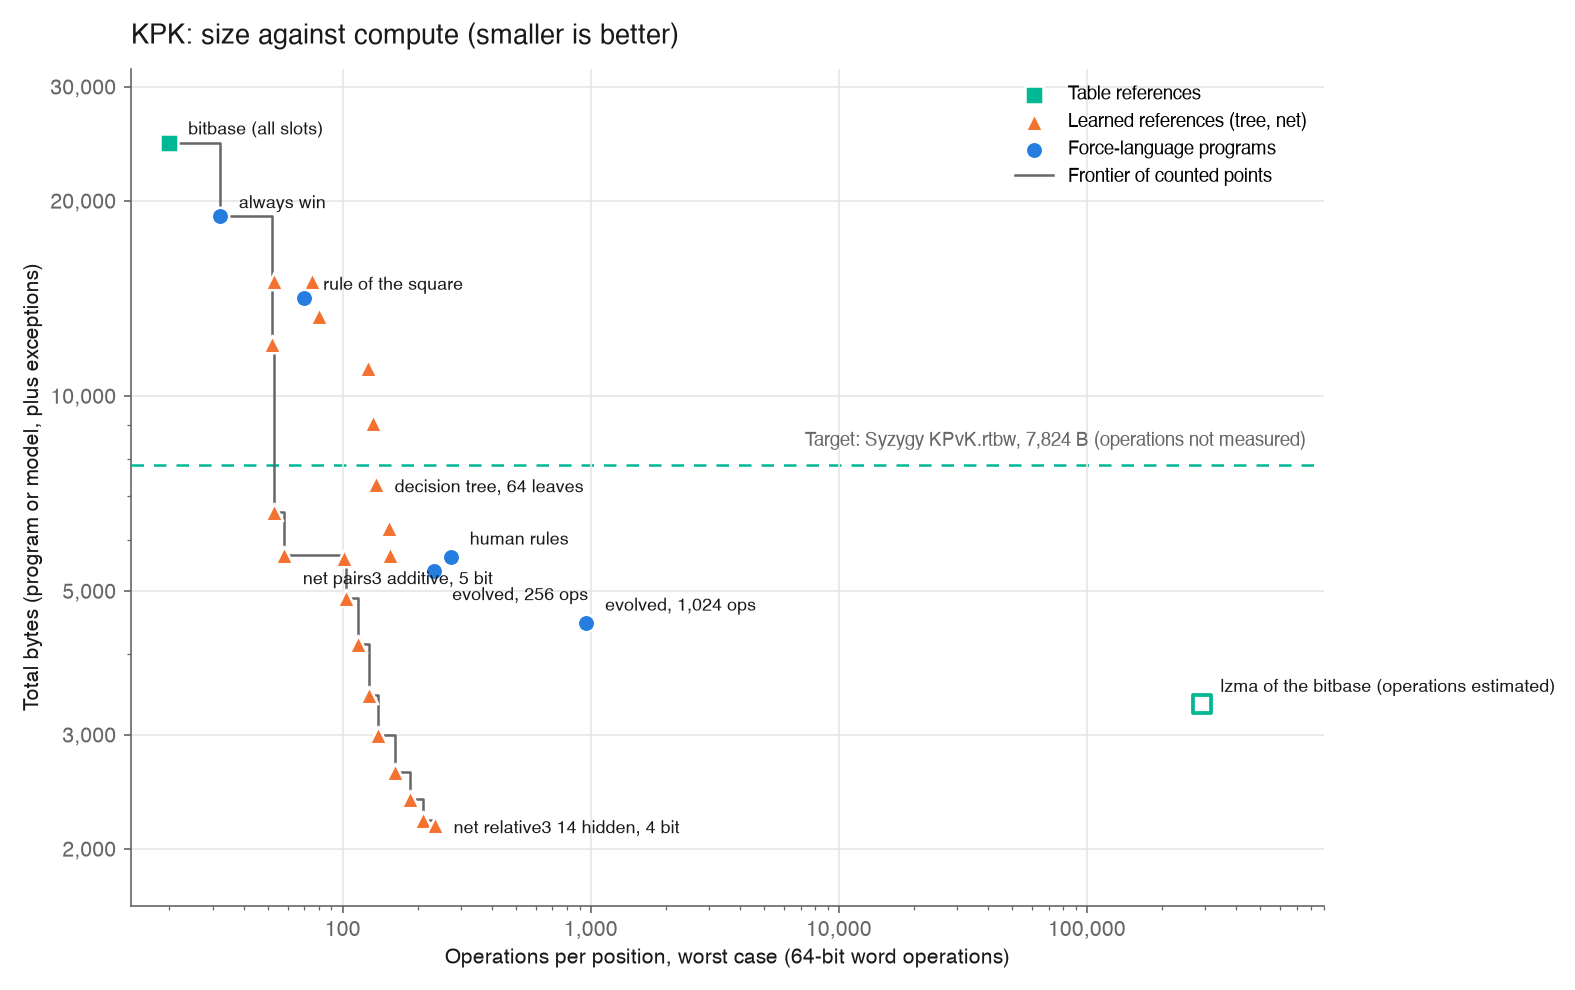 KPK: size against compute (smaller is better)
30,000
20,000
10,000
5,000
3,000
2,000
Total bytes (program or model, plus exceptions)
Table references
Learned references (tree, net)
Force-language programs
Frontier of counted points
bitbase (all slots)
always win
rule of the square
Target: Syzygy KPvK.rtbw, 7,824 B (operations not measured)
decision tree, 64 leaves
human rules
net pairs3 additive, 5 bit
evolved, 256 ops
evolved, 1,024 ops
lzma of the bitbase (operations estimated)
net relative3 14 hidden, 4 bit
100
1,000
10,000
100,000
Operations per position, worst case (64-bit word operations)